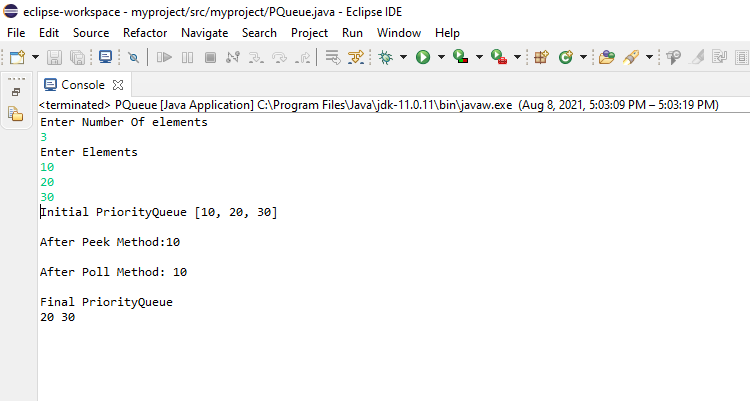 eclipse-workspace - myproject/src/myproject/PQueue.java - Eclipse IDE
File Edit Source Refactor Navigate Search Project Run Window Help
Console
<terminated> PQueue [Java Application] C:\Program Files\Java\jdk-11.0.11\bin\javaw.exe (Aug 8, 2021, 5:03:09 PM – 5:03:19 PM)
Enter Number Of elements
3
Enter Elements
10
20
30
Initial PriorityQueue [10, 20, 30]
After Peek Method:10
After Poll Method: 10
Final PriorityQueue
20 30